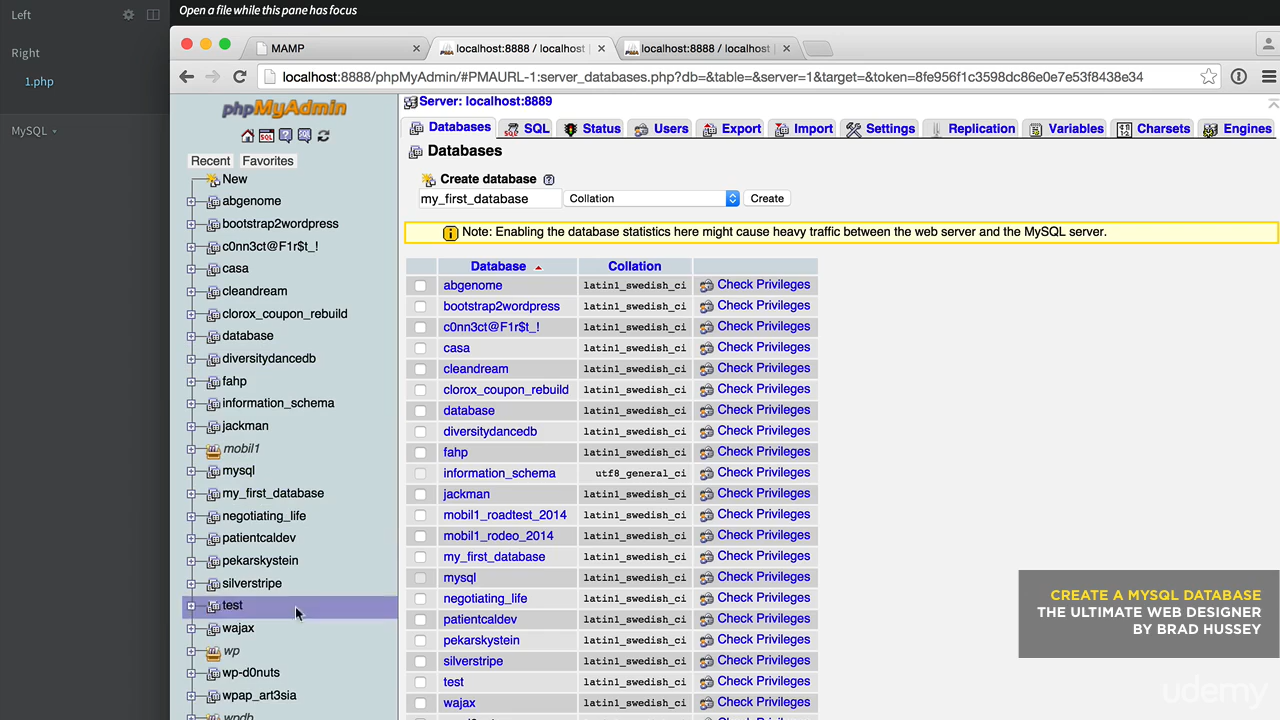 Left
Open a file while this pane has focus
Right
1.php
MySQL
MAMP
localhost:8888 / localhost
localhost:8888 / localhost
localhost:8888/phpMyAdmin/#PMAURL-1:server_databases.php?db=&table=&server=1&target=&token=8fe956f1c3598dc86e0e7e53f8438e34
phpMyAdmin
Recent Favorites
New
abgenome
bootstrap2wordpress
c0nn3ct@F1r$t_!
casa
cleandream
clorox_coupon_rebuild
database
diversitydancedb
fahp
information_schema
jackman
mobil1
mysql
my_first_database
negotiating_life
patientcaldev
pekarskystein
silverstripe
test
wajax
wp
wp-d0nuts
wpap_art3sia
wpdb
Server: localhost:8889
Databases SQL Status Users Export Import Settings Replication Variables Charsets Engines
Databases
Create database
my_first_database Collation Create
Note: Enabling the database statistics here might cause heavy traffic between the web server and the MySQL server.
Database Collation
abgenome latin1_swedish_ci Check Privileges
bootstrap2wordpress latin1_swedish_ci Check Privileges
c0nn3ct@F1r$t_! latin1_swedish_ci Check Privileges
casa latin1_swedish_ci Check Privileges
cleandream latin1_swedish_ci Check Privileges
clorox_coupon_rebuild latin1_swedish_ci Check Privileges
database latin1_swedish_ci Check Privileges
diversitydancedb latin1_swedish_ci Check Privileges
fahp latin1_swedish_ci Check Privileges
information_schema utf8_general_ci Check Privileges
jackman latin1_swedish_ci Check Privileges
mobil1_roadtest_2014 latin1_swedish_ci Check Privileges
mobil1_rodeo_2014 latin1_swedish_ci Check Privileges
my_first_database latin1_swedish_ci Check Privileges
mysql latin1_swedish_ci Check Privileges
negotiating_life latin1_swedish_ci Check Privileges
patientcaldev latin1_swedish_ci Check Privileges
pekarskystein latin1_swedish_ci Check Privileges
silverstripe latin1_swedish_ci Check Privileges
test latin1_swedish_ci Check Privileges
wajax latin1_swedish_ci Check Privileges
CREATE A MYSQL DATABASE
THE ULTIMATE WEB DESIGNER
BY BRAD HUSSEY
udemy